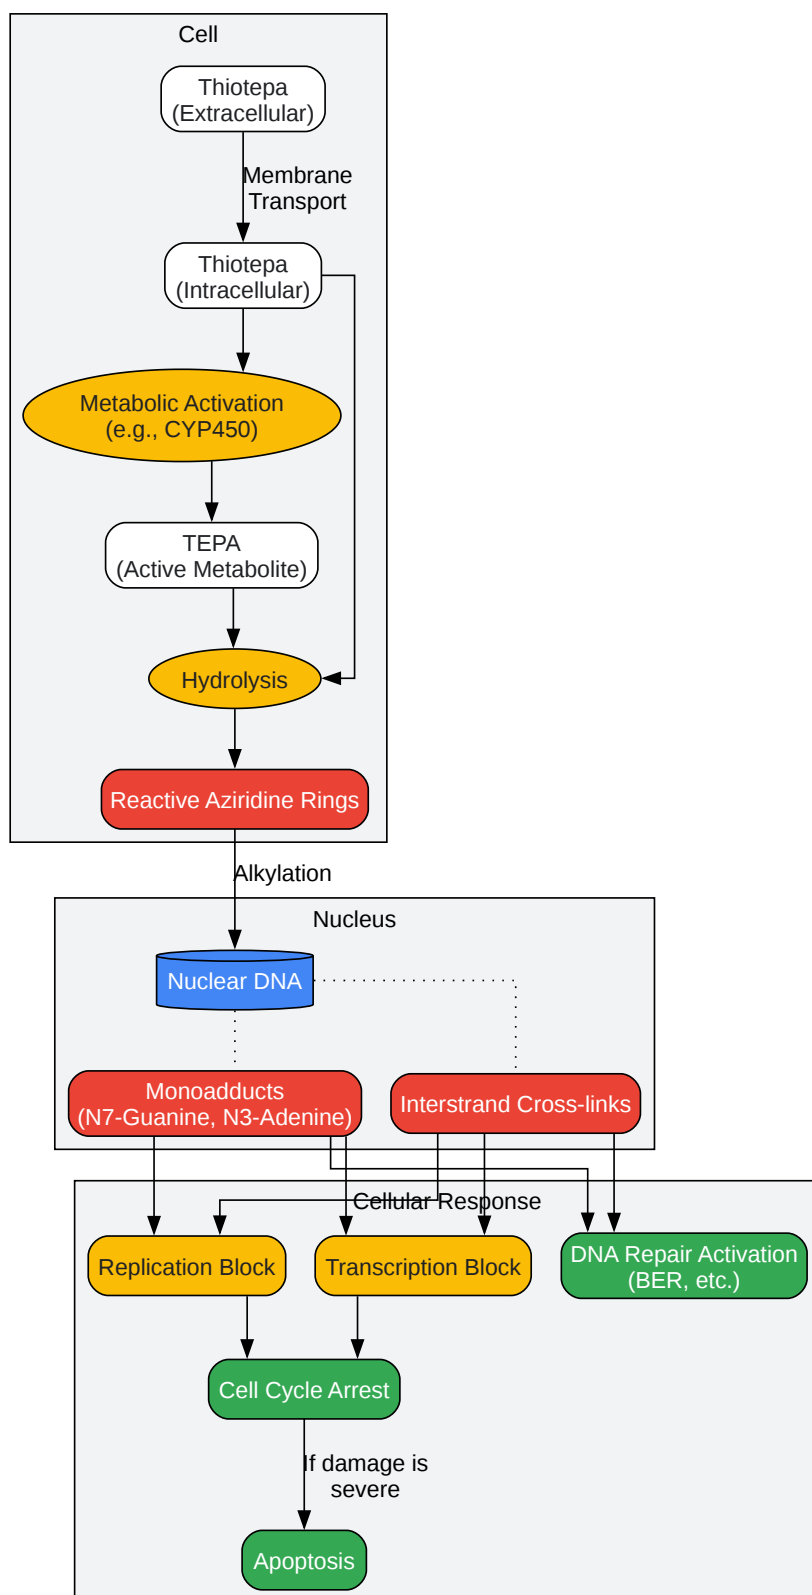 Cell
Thiotepa
(Extracellular)
Membrane
Transport
Thiotepa
(Intracellular)
Metabolic Activation
(e.g., CYP450)
TEPA
(Active Metabolite)
Hydrolysis
Reactive Aziridine Rings
Alkylation
Nucleus
Nuclear DNA
Monoadducts
(N7-Guanine, N3-Adenine)
Interstrand Cross-links
Cellular Response
Replication Block
Transcription Block
DNA Repair Activation
(BER, etc.)
Cell Cycle Arrest
If damage is
severe
Apoptosis